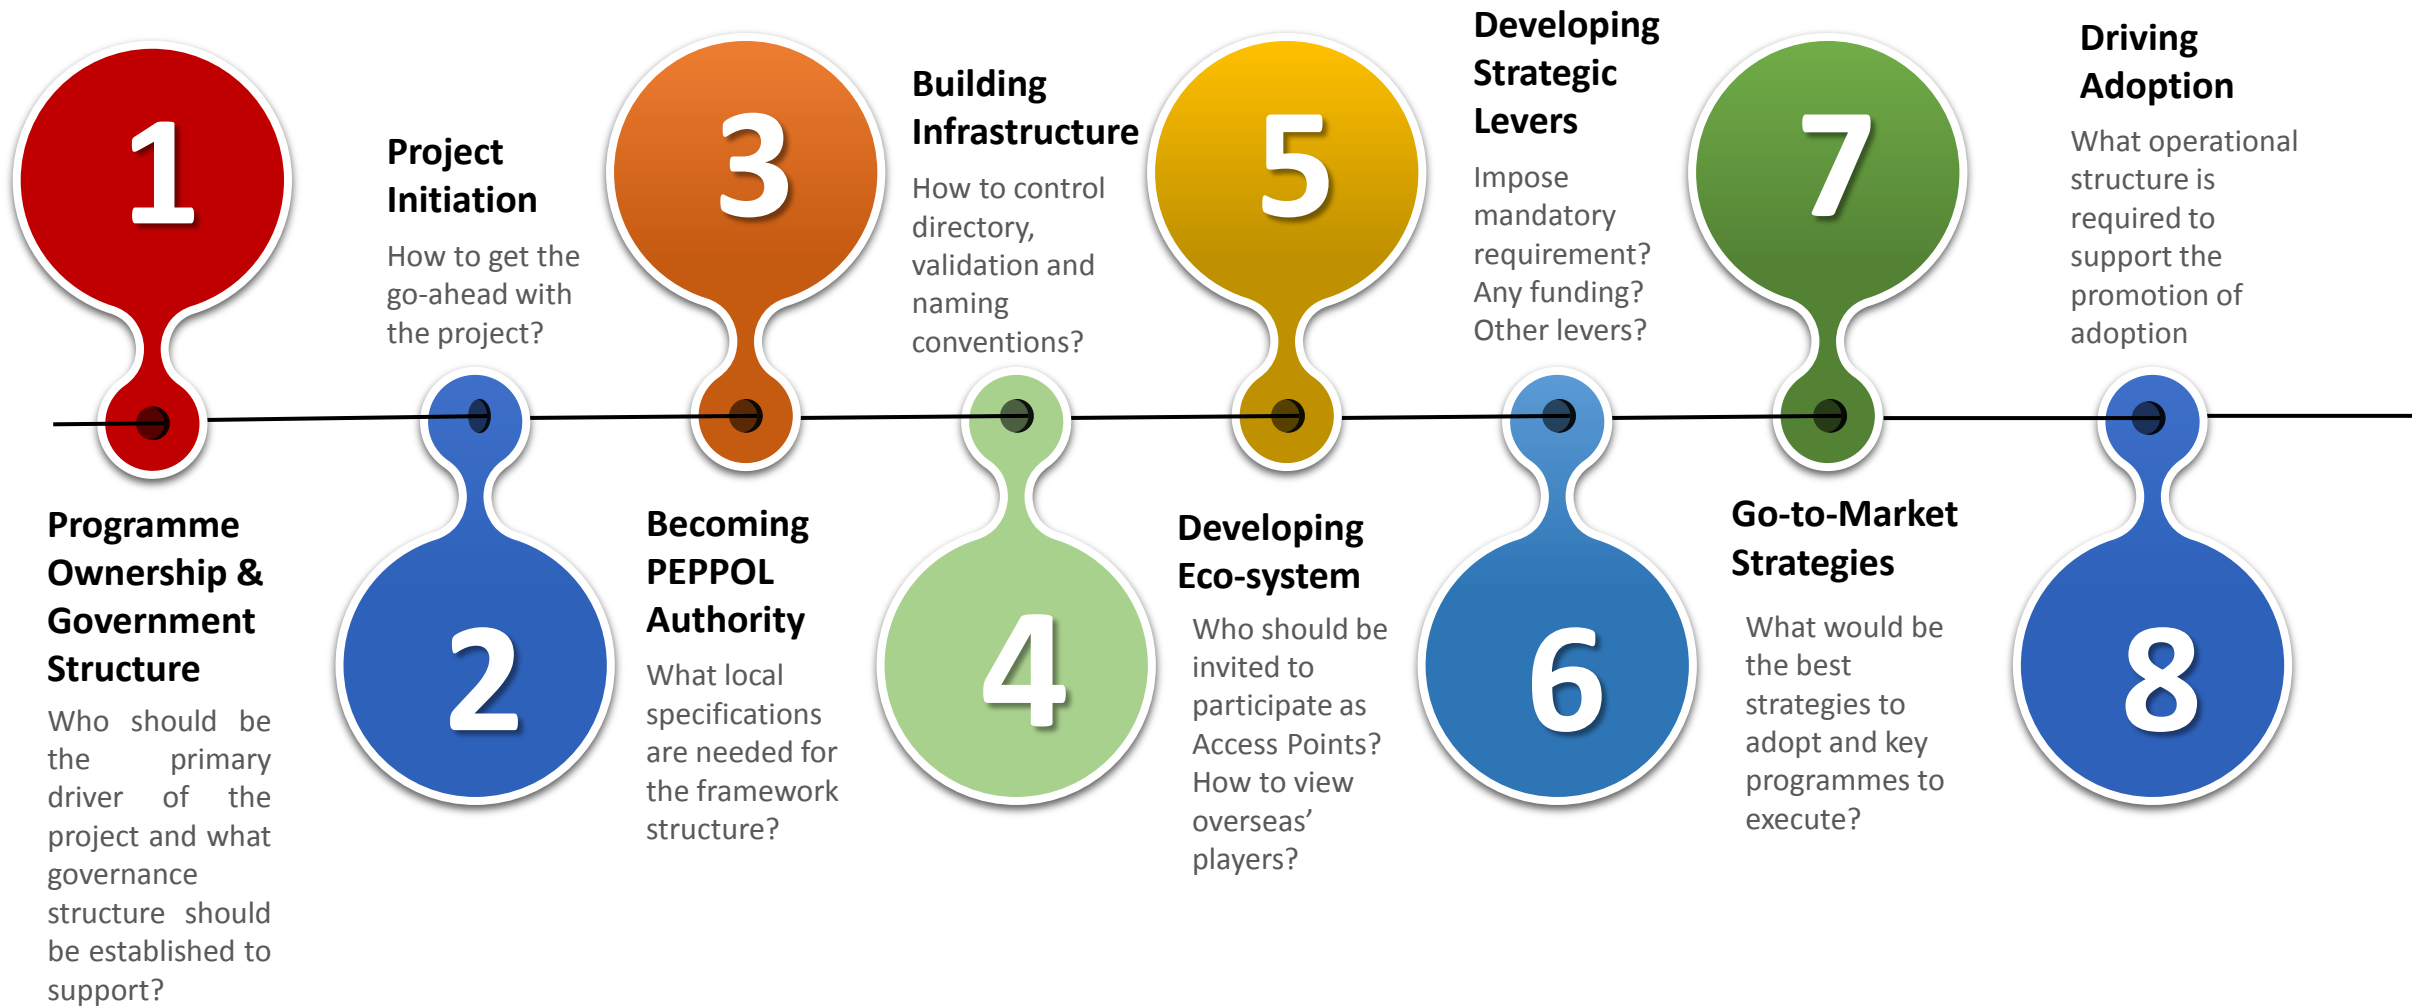 1
Programme
Ownership &
Government
Structure
Who should be
the primary
driver of the
project and what
governance
structure should
be established to
support?
Project
Initiation
How to get the
go-ahead with
the project?
2
3
Becoming
PEPPOL
Authority
What local
specifications
are needed for
the framework
structure?
Building
Infrastructure
How to control
directory,
validation and
naming
conventions?
4
5
Developing
Eco-system
Who should be
invited to
participate as
Access Points?
How to view
overseas’
players?
Developing
Strategic
Levers
Impose
mandatory
requirement?
Any funding?
Other levers?
6
7
Go-to-Market
Strategies
What would be
the best
strategies to
adopt and key
programmes to
execute?
Driving
Adoption
What operational
structure is
required to
support the
promotion of
adoption
8